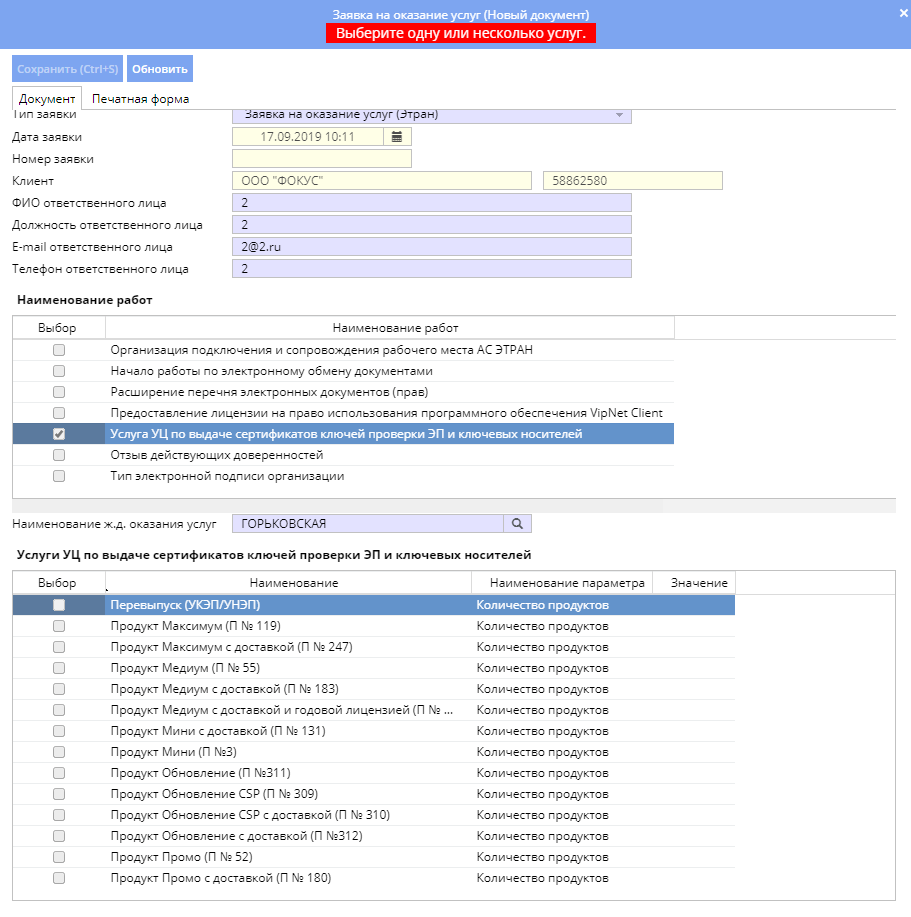 Заявка на оказание услуг (Новый документ)
Выберите одну или несколько услуг.
Сохранить (Ctrl+S) Обновить
Документ Печатная форма
Тип заявки Заявка на оказание услуг (Этран)
Дата заявки 17.09.2019 10:11
Номер заявки
Клиент ООО "ФОКУС" 58862580
ФИО ответственного лица 2
Должность ответственного лица 2
E-mail ответственного лица 2@2.ru
Телефон ответственного лица 2
Наименование работ
Выбор Наименование работ
Организация подключения и сопровождения рабочего места АС ЭТРАН
Начало работы по электронному обмену документами
Расширение перечня электронных документов (прав)
Предоставление лицензии на право использования программного обеспечения VipNet Client
Услуга УЦ по выдаче сертификатов ключей проверки ЭП и ключевых носителей
Отзыв действующих доверенностей
Тип электронной подписи организации
Наименование ж.д. оказания услуг ГОРЬКОВСКАЯ
Услуги УЦ по выдаче сертификатов ключей проверки ЭП и ключевых носителей
Выбор Наименование Наименование параметра Значение
Перевыпуск (УКЭП/УНЭП) Количество продуктов
Продукт Максимум (П № 119) Количество продуктов
Продукт Максимум с доставкой (П № 247) Количество продуктов
Продукт Медиум (П № 55) Количество продуктов
Продукт Медиум с доставкой (П № 183) Количество продуктов
Продукт Медиум с доставкой и годовой лицензией (П № ... Количество продуктов
Продукт Мини с доставкой (П № 131) Количество продуктов
Продукт Мини (П №3) Количество продуктов
Продукт Обновление (П №311) Количество продуктов
Продукт Обновление CSP (П № 309) Количество продуктов
Продукт Обновление CSP с доставкой (П № 310) Количество продуктов
Продукт Обновление с доставкой (П №312) Количество продуктов
Продукт Промо (П № 52) Количество продуктов
Продукт Промо с доставкой (П № 180) Количество продуктов